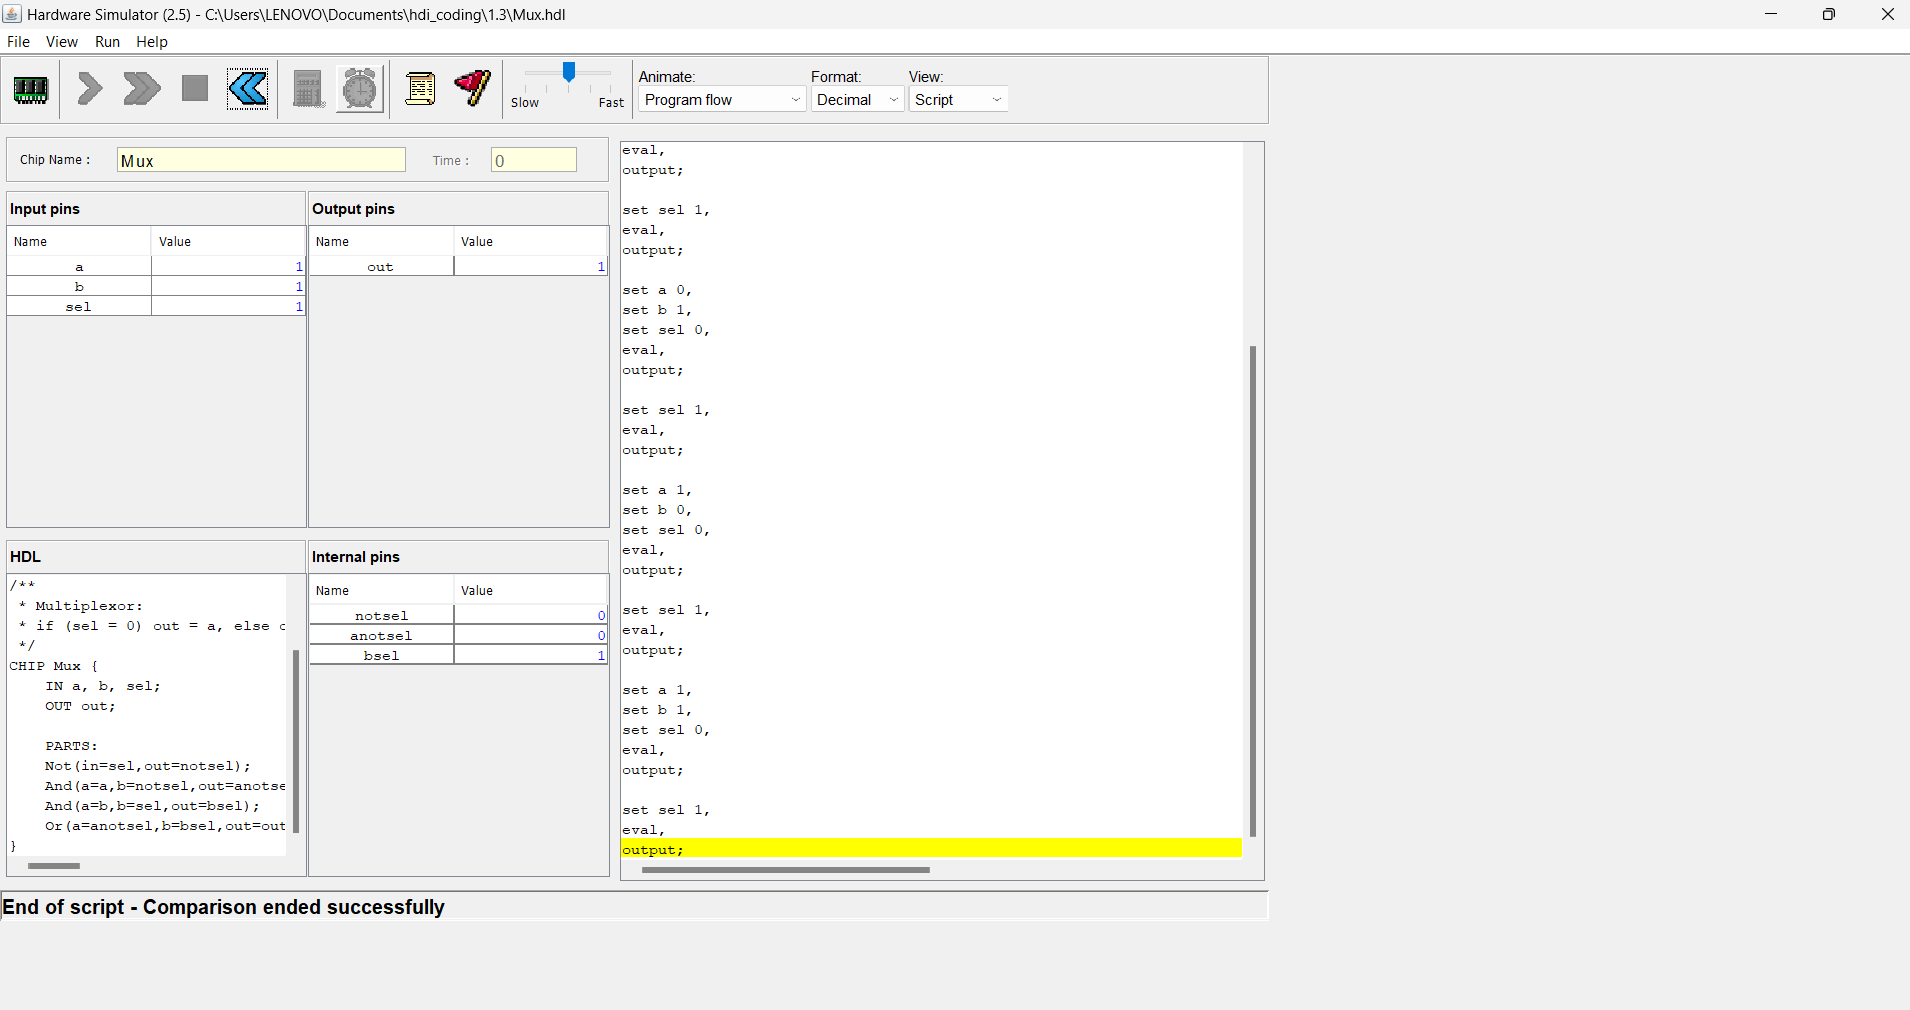 Hardware Simulator (2.5) - C:\Users\LENOVO\Documents\hdi_coding\1.3\Mux.hdl
File View Run Help
Slow Fast
Animate: Format: View:
Program flow Decimal Script
Chip Name : Mux Time : 0
Input pins
Name Value
a 1
b 1
sel 1
Output pins
Name Value
out 1
HDL
/**
* Multiplexor:
* if (sel = 0) out = a, else
*/
CHIP Mux {
IN a, b, sel;
OUT out;
PARTS:
Not(in=sel,out=notsel);
And(a=a,b=notsel,out=anotse
And(a=b,b=sel,out=bsel);
Or(a=anotsel,b=bsel,out=out
}
Internal pins
Name Value
notsel 0
anotsel 0
bsel 1
eval,
output;
set sel 1,
eval,
output;
set a 0,
set b 1,
set sel 0,
eval,
output;
set sel 1,
eval,
output;
set a 1,
set b 0,
set sel 0,
eval,
output;
set sel 1,
eval,
output;
set a 1,
set b 1,
set sel 0,
eval,
output;
set sel 1,
eval,
output;
End of script - Comparison ended successfully